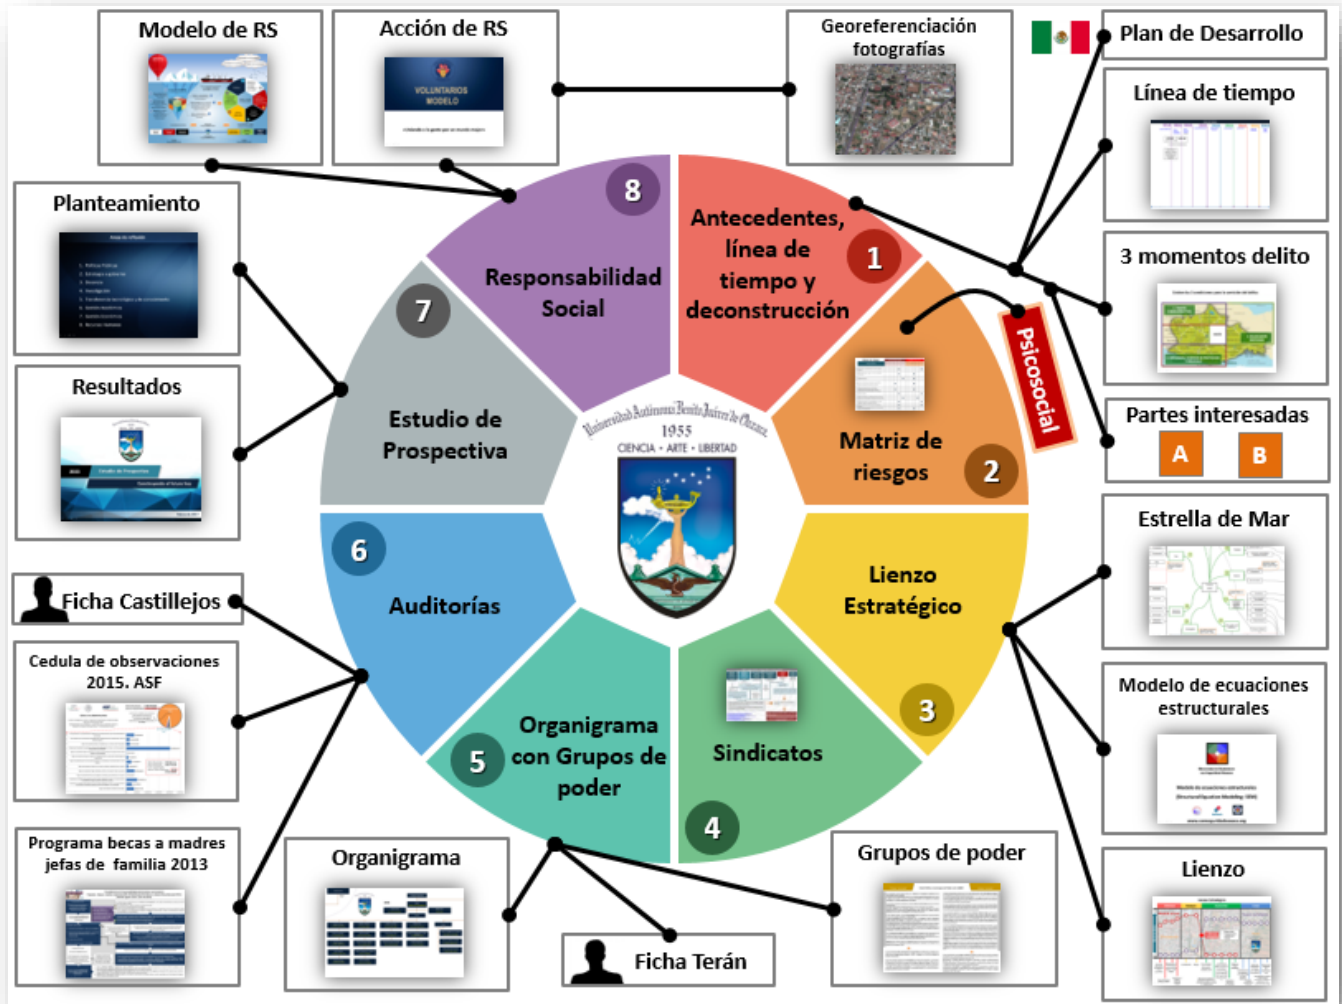 Modelo de RS
Acción de RS
VOLUNTARIOS
MODELO
Georeferenciación
fotografías
Plan de Desarrollo
Línea de tiempo
3 momentos delito
Partes interesadas
A
B
Planteamiento
Resultados
8
Responsabilidad
Social
1
Antecedentes,
línea de
tiempo y
deconstrucción
7
Estudio de
Prospectiva
Psicosocial
Matriz de
riesgos
2
Universidad Autónoma Benito Juárez de Oaxaca
1955
CIENCIA • ARTE • LIBERTAD
6
Auditorías
Lienzo
Estratégico
3
Estrella de Mar
Modelo de ecuaciones
estructurales
Modelo de ecuaciones estructurales
Lienzo
Ficha Castillejos
Cedula de observaciones
2015. ASF
Programa becas a madres
jefas de familia 2013
Organigrama
con Grupos de
poder
5
Sindicatos
4
Organigrama
Ficha Terán
Grupos de poder